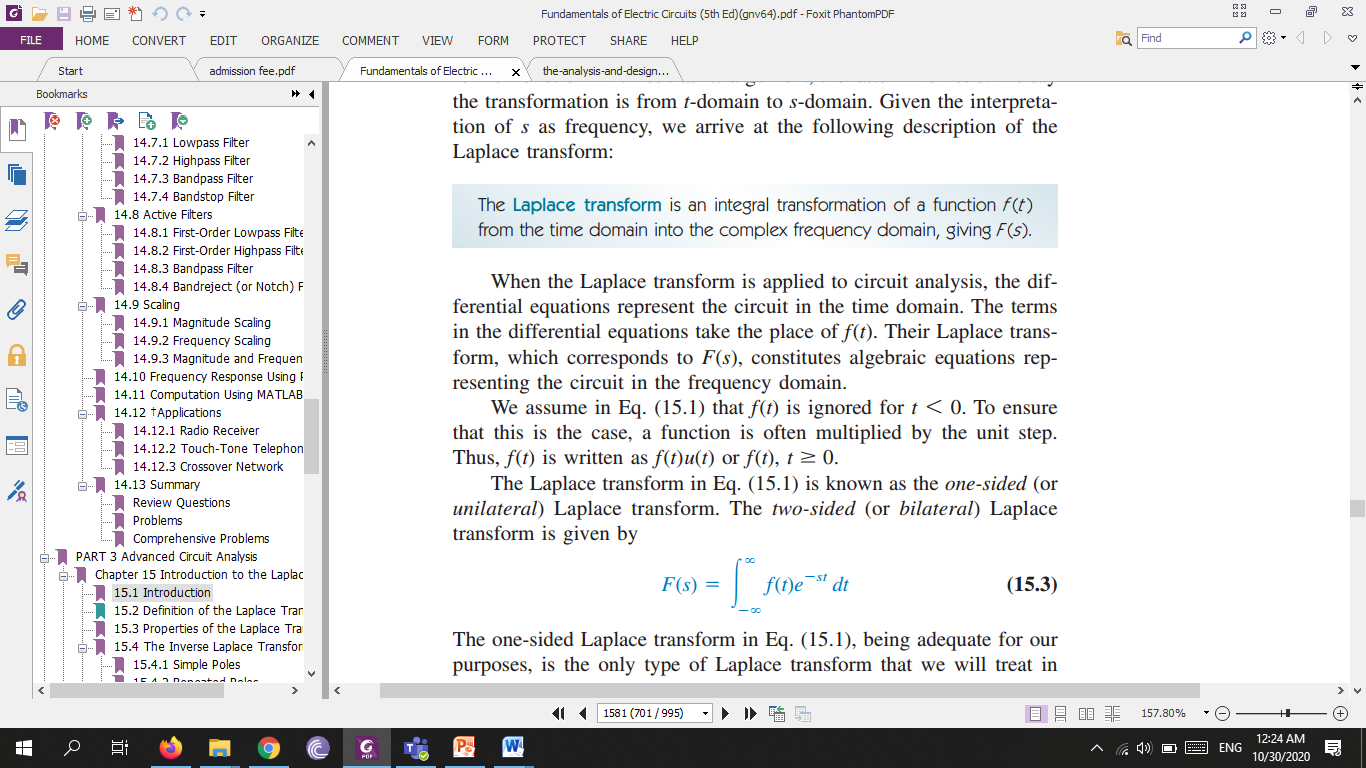 Fundamentals of Electric Circuits (5th Ed)(gnv64).pdf - Foxit PhantomPDF
FILE HOME CONVERT EDIT ORGANIZE COMMENT VIEW FORM PROTECT SHARE HELP
Find
Start
admission fee.pdf
Fundamentals of Electric ...
the-analysis-and-design...
Bookmarks
14.7.1 Lowpass Filter
14.7.2 Highpass Filter
14.7.3 Bandpass Filter
14.7.4 Bandstop Filter
14.8 Active Filters
14.8.1 First-Order Lowpass Filte
14.8.2 First-Order Highpass Filte
14.8.3 Bandpass Filter
14.8.4 Bandreject (or Notch) F
14.9 Scaling
14.9.1 Magnitude Scaling
14.9.2 Frequency Scaling
14.9.3 Magnitude and Frequen
14.10 Frequency Response Using P
14.11 Computation Using MATLAB
14.12 †Applications
14.12.1 Radio Receiver
14.12.2 Touch-Tone Telephon
14.12.3 Crossover Network
14.13 Summary
Review Questions
Problems
Comprehensive Problems
PART 3 Advanced Circuit Analysis
Chapter 15 Introduction to the Laplac
15.1 Introduction
15.2 Definition of the Laplace Tran
15.3 Properties of the Laplace Tra
15.4 The Inverse Laplace Transfor
15.4.1 Simple Poles
15.4.2 Repeated Poles
the transformation is from t-domain to s-domain. Given the interpreta-
tion of s as frequency, we arrive at the following description of the
Laplace transform:
The Laplace transform is an integral transformation of a function f(t)
from the time domain into the complex frequency domain, giving F(s).
When the Laplace transform is applied to circuit analysis, the dif-
ferential equations represent the circuit in the time domain. The terms
in the differential equations take the place of f(t). Their Laplace trans-
form, which corresponds to F(s), constitutes algebraic equations rep-
resenting the circuit in the frequency domain.
We assume in Eq. (15.1) that f(t) is ignored for t < 0. To ensure
that this is the case, a function is often multiplied by the unit step.
Thus, f(t) is written as f(t)u(t) or f(t), t ≥ 0.
The Laplace transform in Eq. (15.1) is known as the one-sided (or
unilateral) Laplace transform. The two-sided (or bilateral) Laplace
transform is given by
F(s) = ∫_{-∞}^{∞} f(t)e^{-st} dt (15.3)
The one-sided Laplace transform in Eq. (15.1), being adequate for our
purposes, is the only type of Laplace transform that we will treat in
1581 (701 / 995)
157.80%
ENG
12:24 AM
10/30/2020